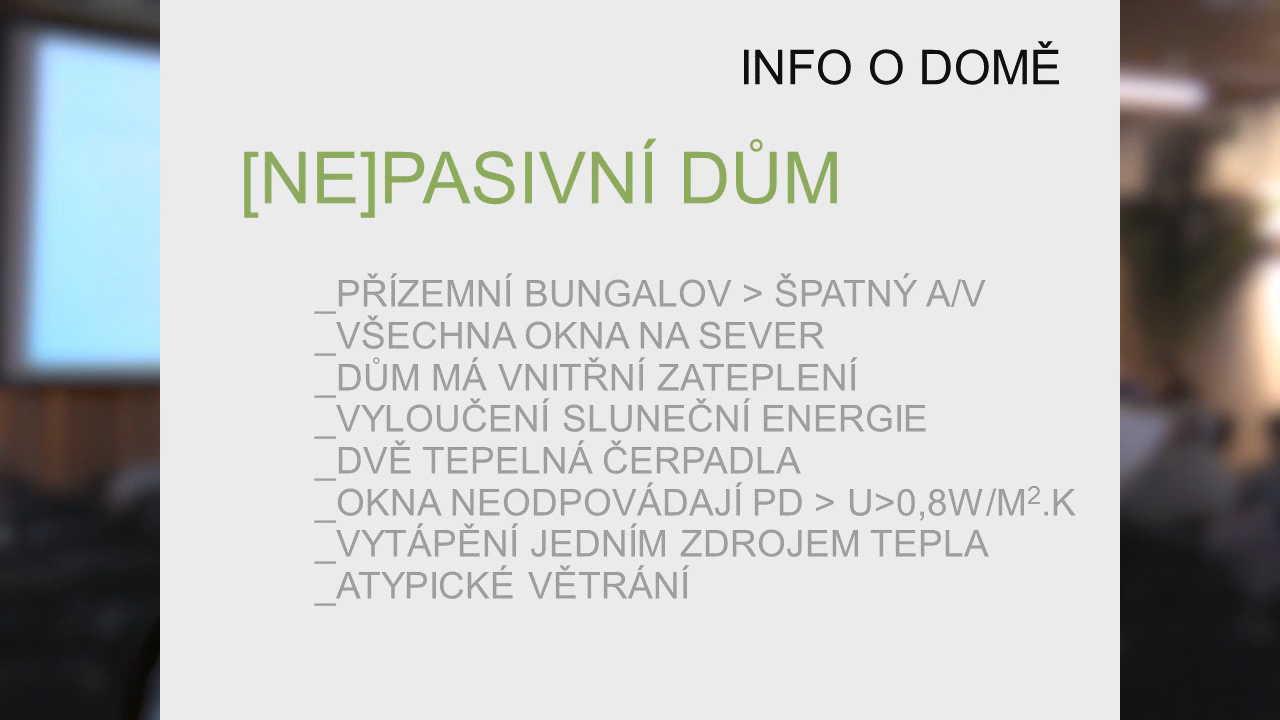 INFO O DOMĚ
[NE]PASIVNÍ DŮM
_PŘÍZEMNÍ BUNGALOV > ŠPATNÝ A/V
_VŠECHNA OKNA NA SEVER
_DŮM MÁ VNITŘNÍ ZATEPLENÍ
_VYLOUČENÍ SLUNEČNÍ ENERGIE
_DVĚ TEPELNÁ ČERPADLA
_OKNA NEODPOVÁDAJÍ PD > U>0,8W/M².K
_VYTÁPĚNÍ JEDNÍM ZDROJEM TEPLA
_ATYPICKÉ VĚTRÁNÍ